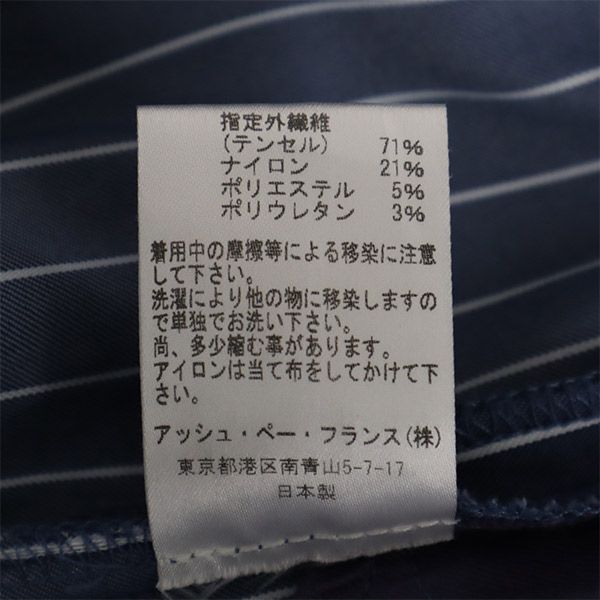 指定外繊維
(テンセル) 71%
ナイロン 21%
ポリエステル 5%
ポリウレタン 3%
着用中の摩擦等による移染に注意
して下さい。
洗濯により他の物に移染しますの
で単独でお洗い下さい。
尚、多少縮む事があります。
アイロンは当て布をしてかけて下
さい。
アッシュ・ペー・フランス(株)
東京都港区南青山5-7-17
日本製